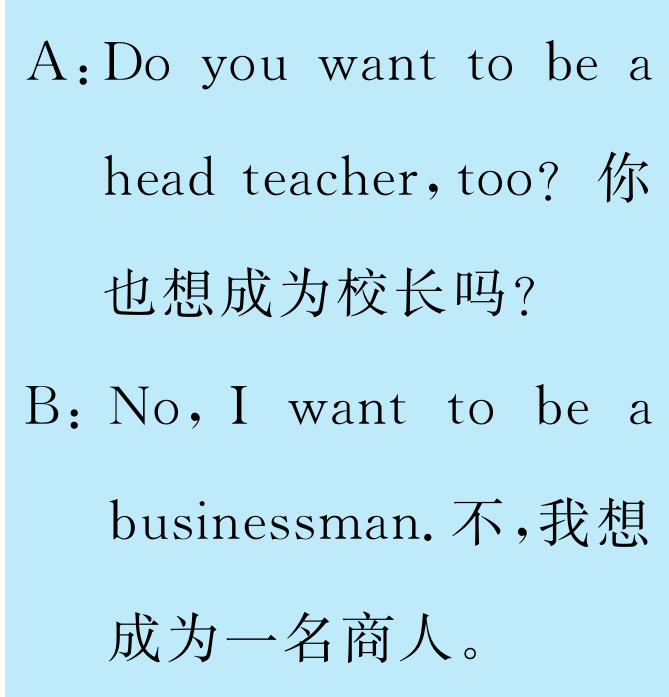 A:Do you want to be a
head teacher,too? 你
也想成为校长吗?
B: No, I want to be a
businessman. 不,我想
成为一名商人。